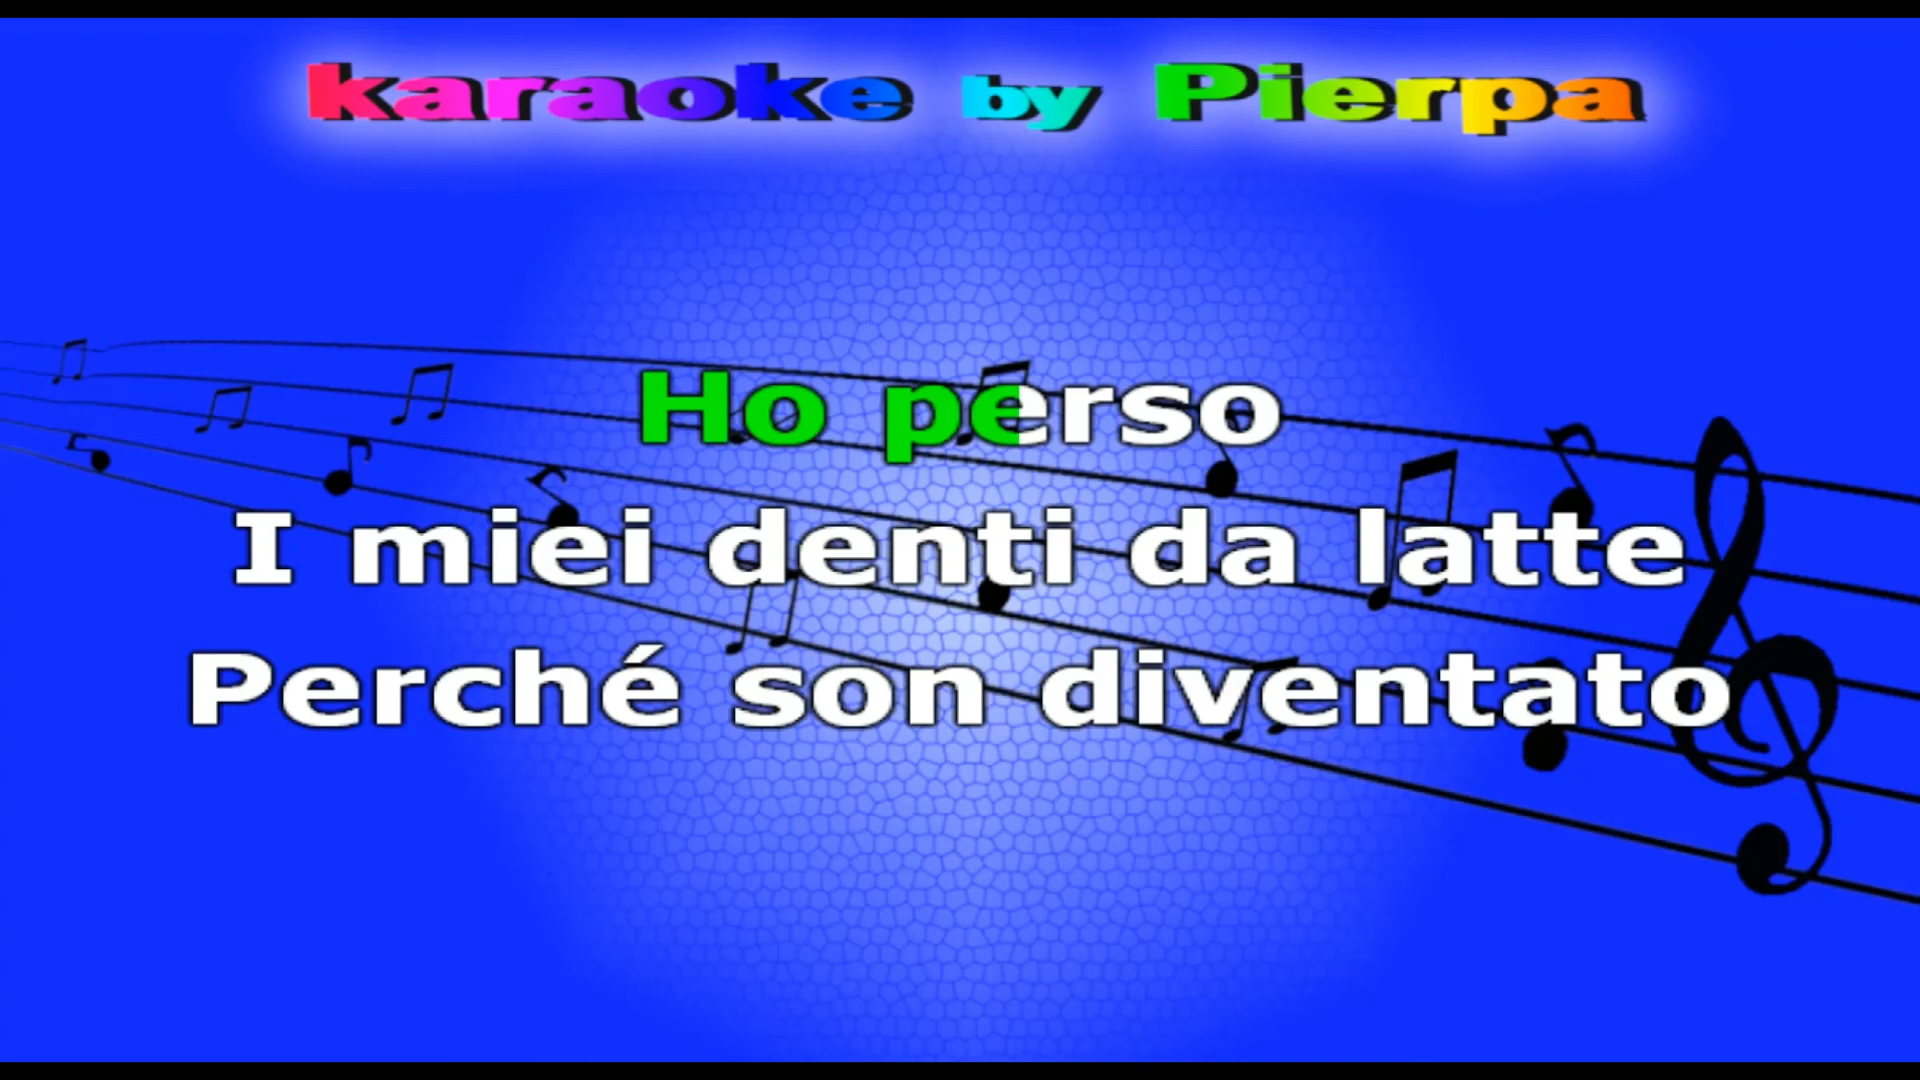 karaoke by Pierpa
Ho perso
I miei denti da latte
Perché son diventato